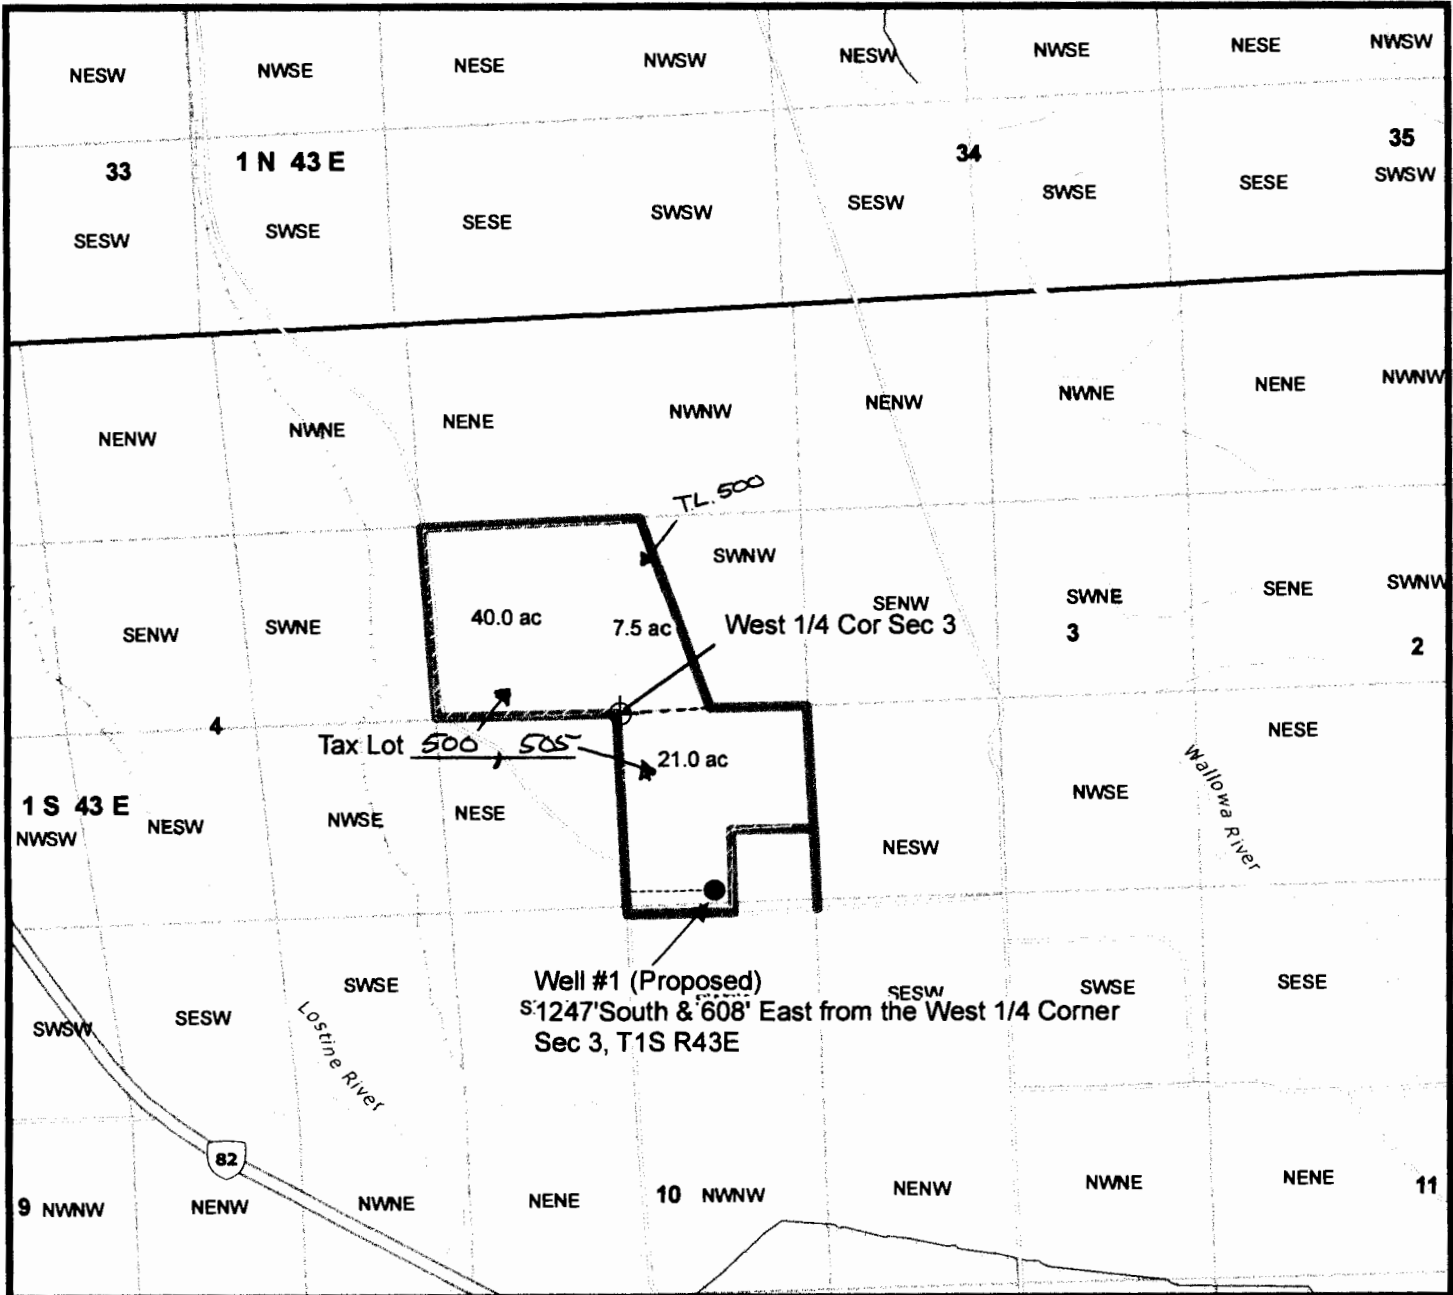 NESW NWSE NESE NWSW NESW NWSE NESE NWSW
33 1 N 43 E 34 35
SESW SWSE SESE SWSW SESW SWSE SESE SWSW
NENW NWNE NENE NWNW NENW NWNE NENE NWNW
T.L. 500
SENW SWNE 40.0 ac 7.5 ac SWNW SENW SWNE SENE SWNW
West 1/4 Cor Sec 3
3 2
4
Tax Lot 500, 505
21.0 ac
1 S 43 E
NWSW NESW NWSE NESE NESW NWSE NESE
Wallowa River
Well #1 (Proposed)
S 1247'South & 608' East from the West 1/4 Corner
Sec 3, T1S R43E
SWSW SESW SWSE SESW SWSE SESE
Lostine River
82
9 NWNW NENW NWNE NENE 10 NWNW NENW NWNE NENE 11